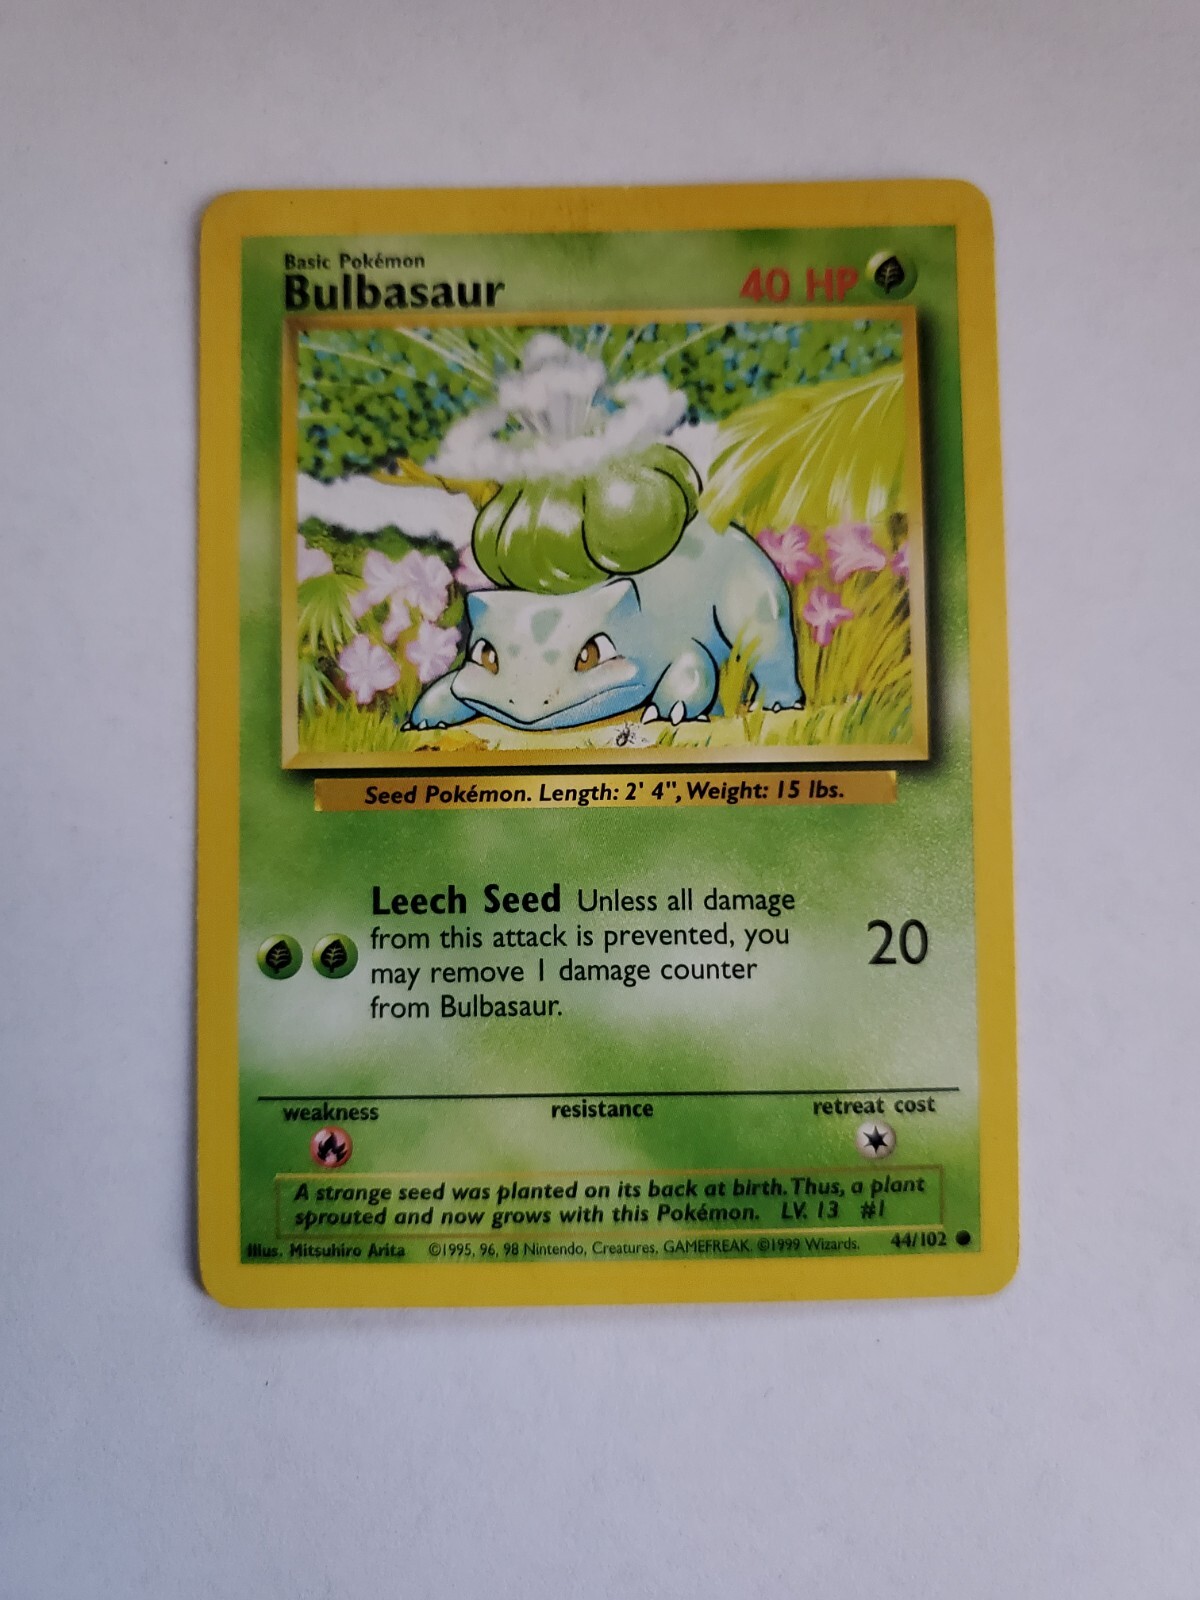 Basic Pokémon
Bulbasaur
40 HP
Seed Pokémon. Length: 2' 4", Weight: 15 lbs.
Leech Seed Unless all damage
from this attack is prevented, you
may remove 1 damage counter
from Bulbasaur.
20
weakness resistance retreat cost
A strange seed was planted on its back at birth. Thus, a plant
sprouted and now grows with this Pokémon. LV. 13 #1
Illus. Mitsuhiro Arita ©1995, 96, 98 Nintendo, Creatures, GAMEFREAK. ©1999 Wizards. 44/102